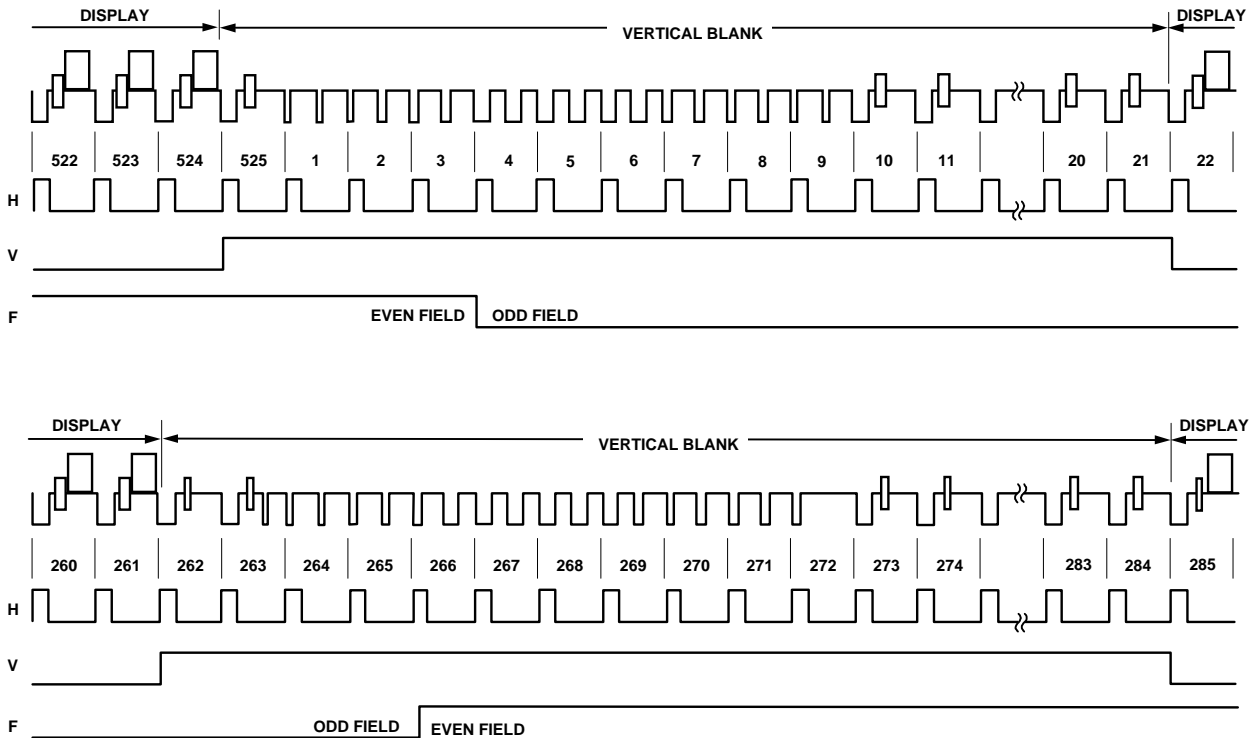 DISPLAY VERTICAL BLANK DISPLAY
522 523 524 525 1 2 3 4 5 6 7 8 9 10 11 20 21 22
H
V
F EVEN FIELD ODD FIELD
DISPLAY VERTICAL BLANK DISPLAY
260 261 262 263 264 265 266 267 268 269 270 271 272 273 274 283 284 285
H
V
F ODD FIELD EVEN FIELD